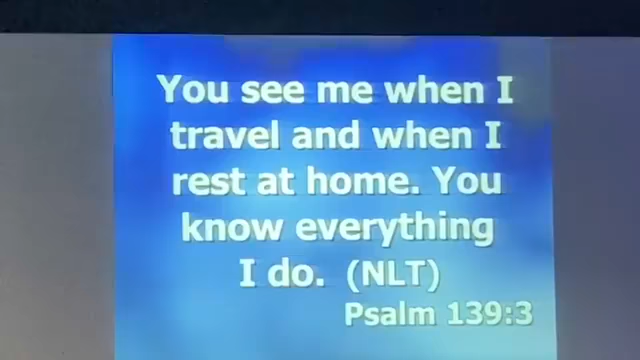 You see me when I
travel and when I
rest at home. You
know everything
I do. (NLT)
Psalm 139:3